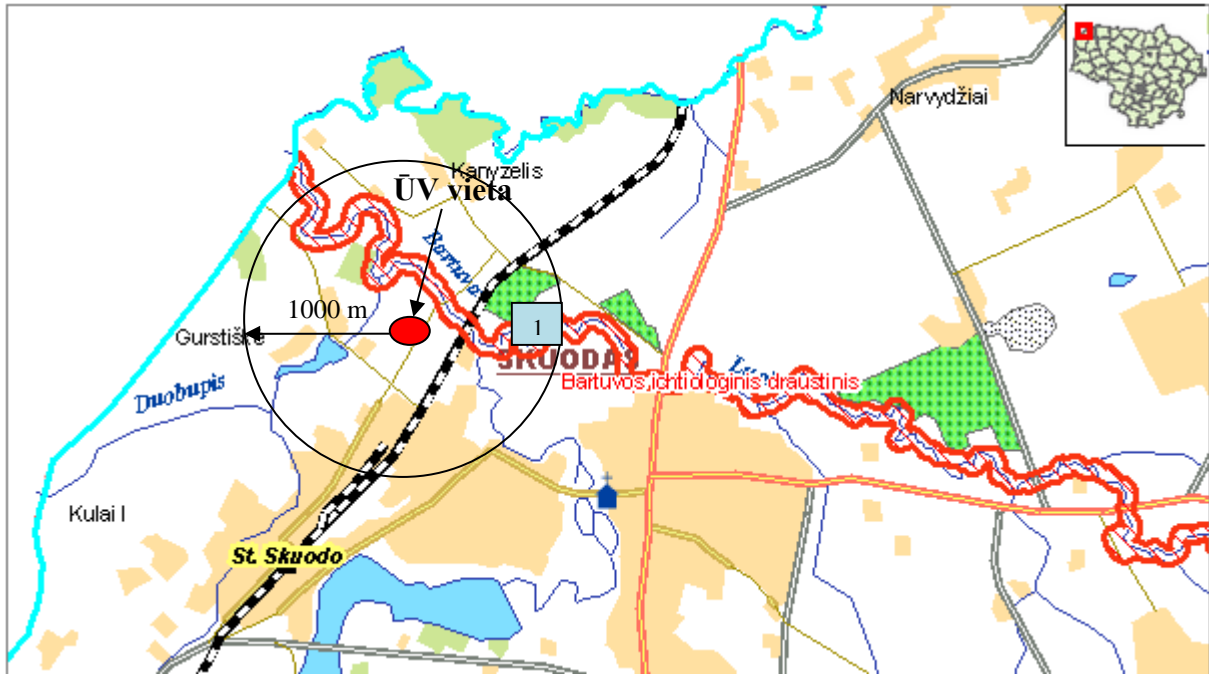 Narvydžiai
Kanyzelis
ŪV vieta
Bartuva
1000 m
1
Gurstiškė
SKUODAS
Bartuvos ichtiologinis draustinis
Duobupis
Kulai I
St. Skuodo